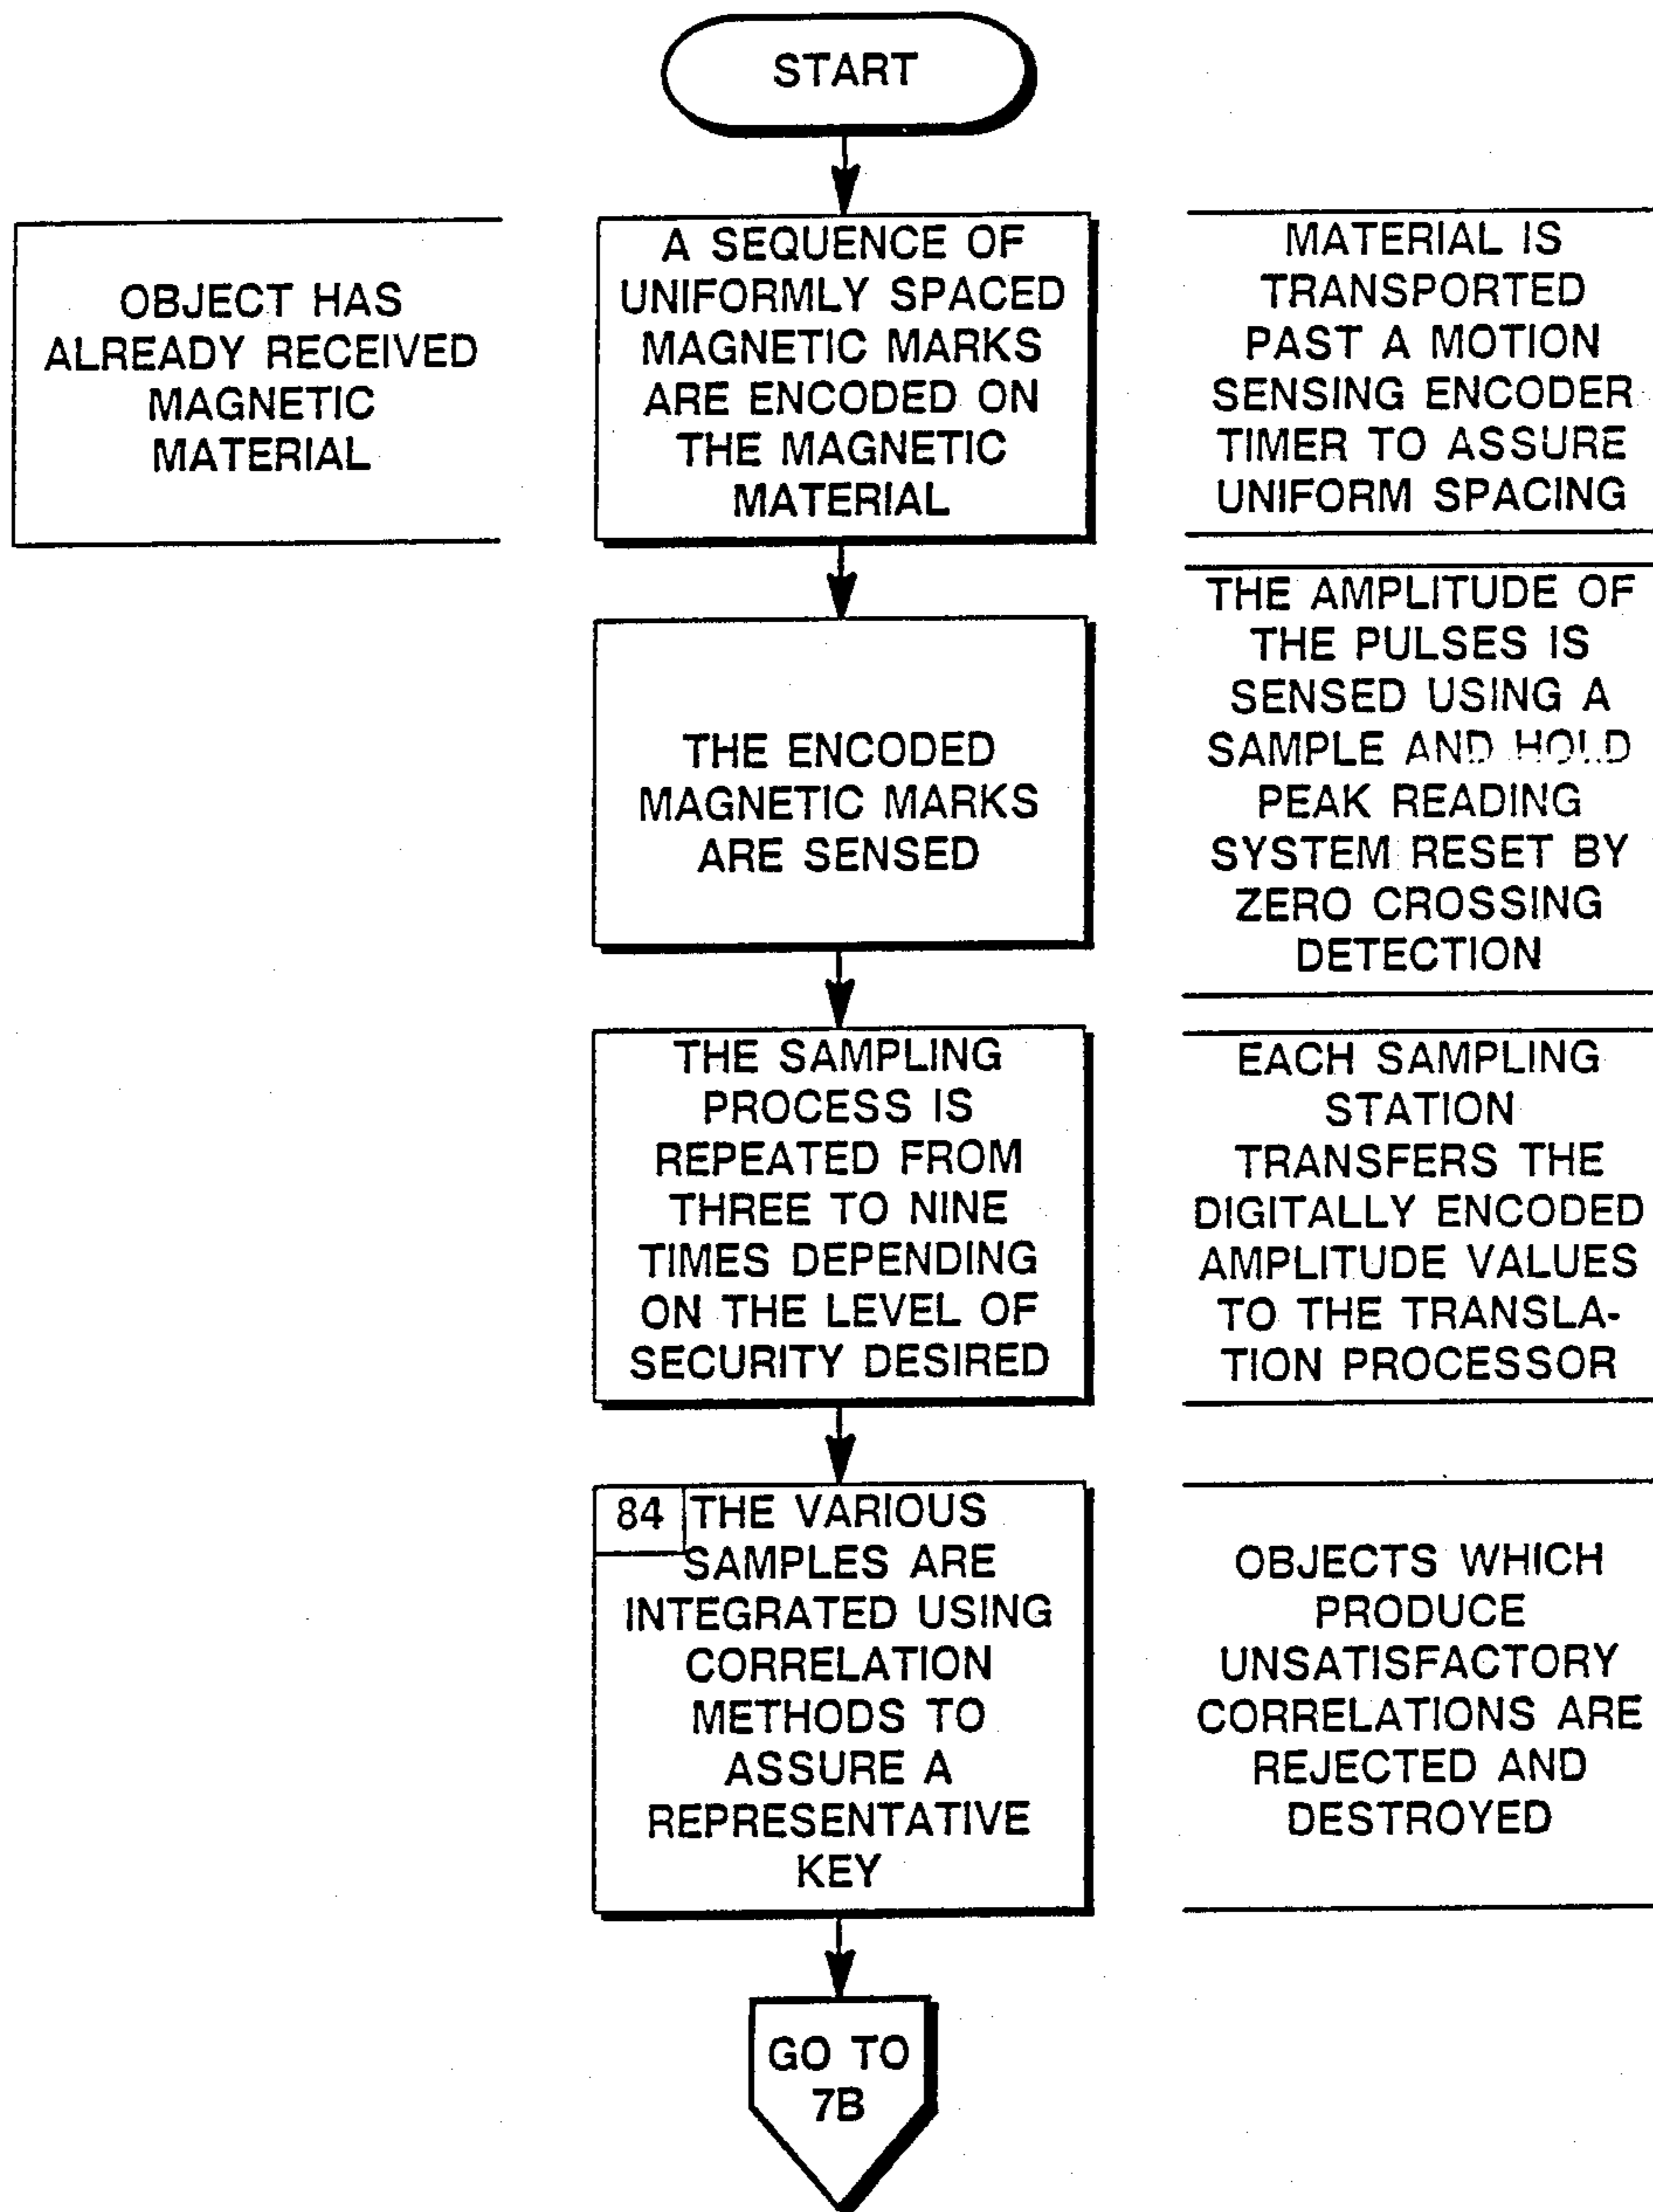 START
OBJECT HAS
ALREADY RECEIVED
MAGNETIC
MATERIAL
A SEQUENCE OF
UNIFORMLY SPACED
MAGNETIC MARKS
ARE ENCODED ON
THE MAGNETIC
MATERIAL
MATERIAL IS
TRANSPORTED
PAST A MOTION
SENSING ENCODER
TIMER TO ASSURE
UNIFORM SPACING
THE ENCODED
MAGNETIC MARKS
ARE SENSED
THE AMPLITUDE OF
THE PULSES IS
SENSED USING A
SAMPLE AND HOLD
PEAK READING
SYSTEM RESET BY
ZERO CROSSING
DETECTION
THE SAMPLING
PROCESS IS
REPEATED FROM
THREE TO NINE
TIMES DEPENDING
ON THE LEVEL OF
SECURITY DESIRED
EACH SAMPLING
STATION
TRANSFERS THE
DIGITALLY ENCODED
AMPLITUDE VALUES
TO THE TRANSLA-
TION PROCESSOR
84 THE VARIOUS
SAMPLES ARE
INTEGRATED USING
CORRELATION
METHODS TO
ASSURE A
REPRESENTATIVE
KEY
OBJECTS WHICH
PRODUCE
UNSATISFACTORY
CORRELATIONS ARE
REJECTED AND
DESTROYED
GO TO
7B